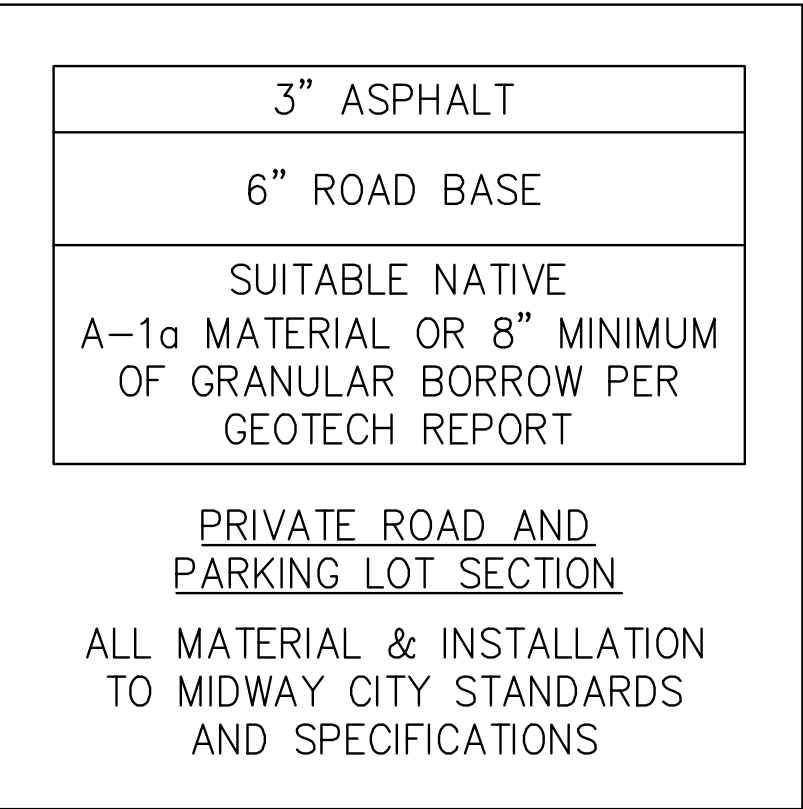 3” ASPHALT
6” ROAD BASE
SUITABLE NATIVE
A-1a MATERIAL OR 8” MINIMUM
OF GRANULAR BORROW PER
GEOTECH REPORT
PRIVATE ROAD AND
PARKING LOT SECTION
ALL MATERIAL & INSTALLATION
TO MIDWAY CITY STANDARDS
AND SPECIFICATIONS